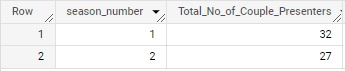 Row season_number Total_No_of_Couple_Presenters
1 1 32
2 2 27